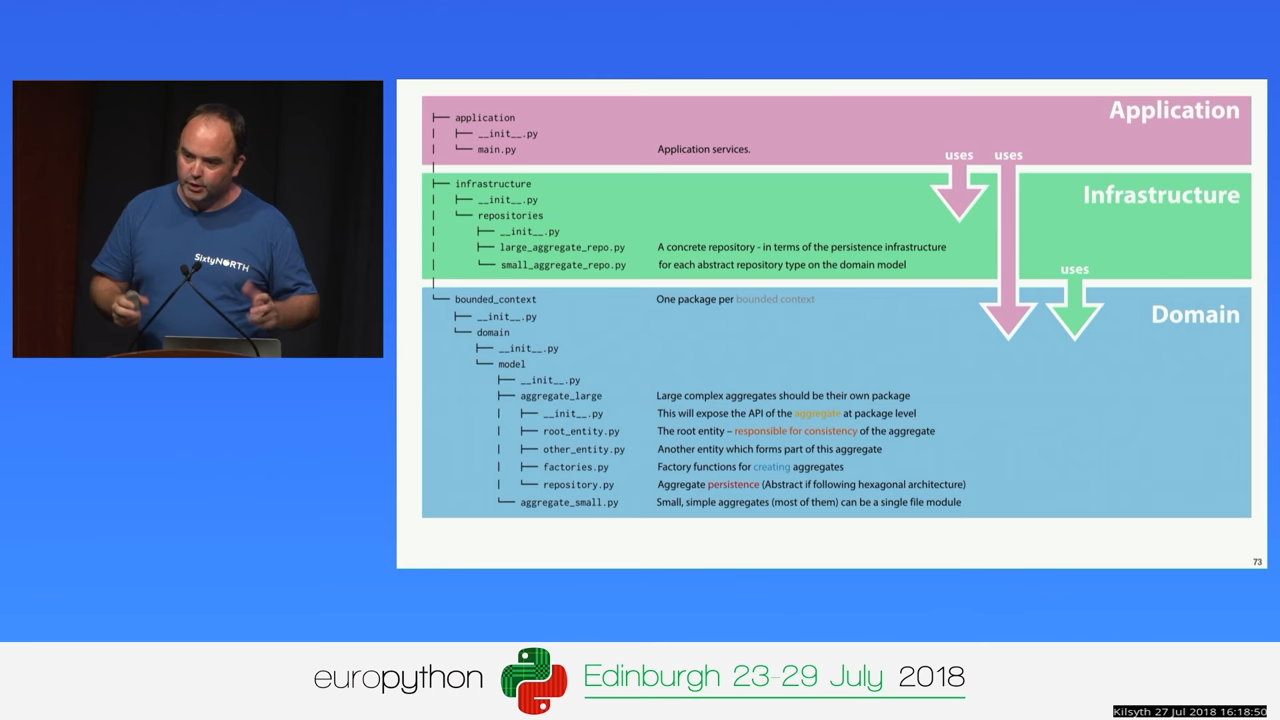 SixtyNORTH
Application
├── application
│   ├── __init__.py
│   └── main.py Application services.
│
uses uses
├── infrastructure
Infrastructure
│   ├── __init__.py
│   └── repositories
│       ├── __init__.py
│       ├── large_aggregate_repo.py A concrete repository - in terms of the persistence infrastructure
│       └── small_aggregate_repo.py for each abstract repository type on the domain model
│
uses
└── bounded_context One package per bounded context
Domain
    ├── __init__.py
    └── domain
        ├── __init__.py
        └── model
            ├── __init__.py
            ├── aggregate_large Large complex aggregates should be their own package
            │   ├── __init__.py This will expose the API of the aggregate at package level
            │   ├── root_entity.py The root entity – responsible for consistency of the aggregate
            │   ├── other_entity.py Another entity which forms part of this aggregate
            │   ├── factories.py Factory functions for creating aggregates
            │   └── repository.py Aggregate persistence (Abstract if following hexagonal architecture)
            └── aggregate_small.py Small, simple aggregates (most of them) can be a single file module
73
europython Edinburgh 23-29 July 2018
Kilsyth 27 Jul 2018 16:18:50